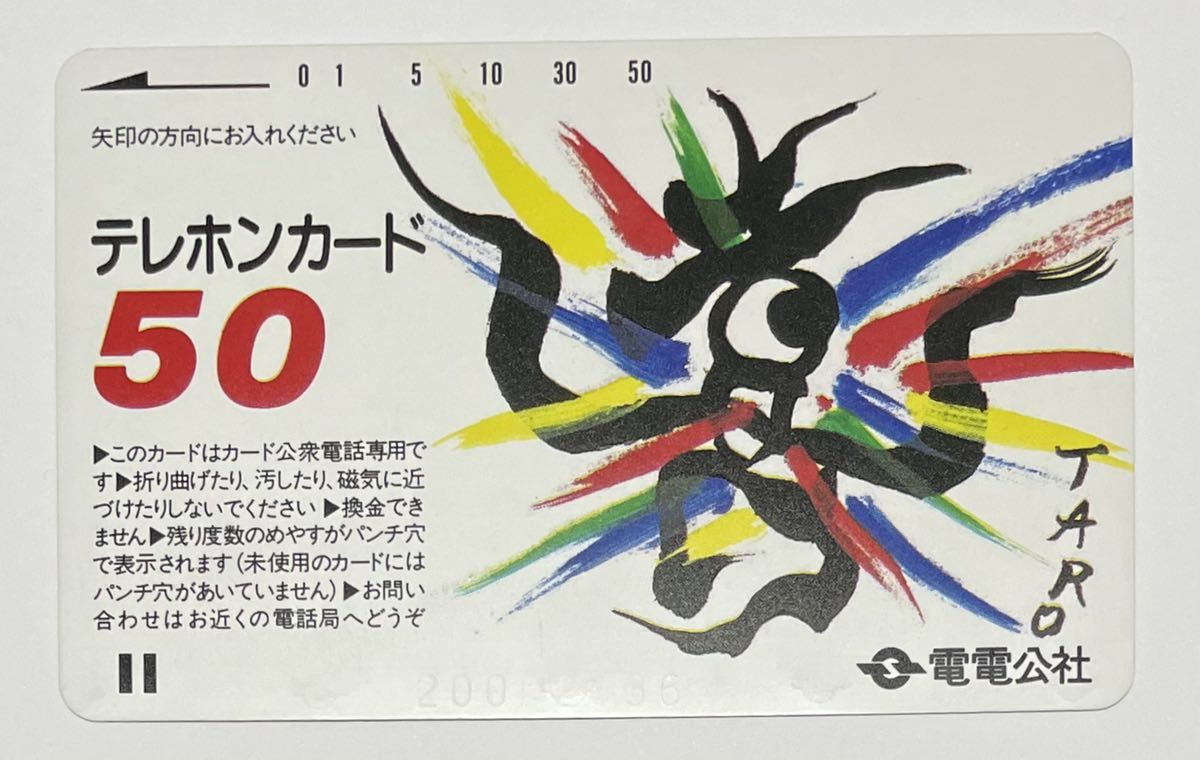 0 1 5 10 30 50
矢印の方向にお入れください
テレホンカード
50
▶このカードはカード公衆電話専用で
す▶折り曲げたり、汚したり、磁気に近
づけたりしないでください▶換金でき
ません▶残り度数のめやすがパンチ穴
で表示されます(未使用のカードには
パンチ穴があいていません)▶お問い
合わせはお近くの電話局へどうぞ
TARO
電電公社